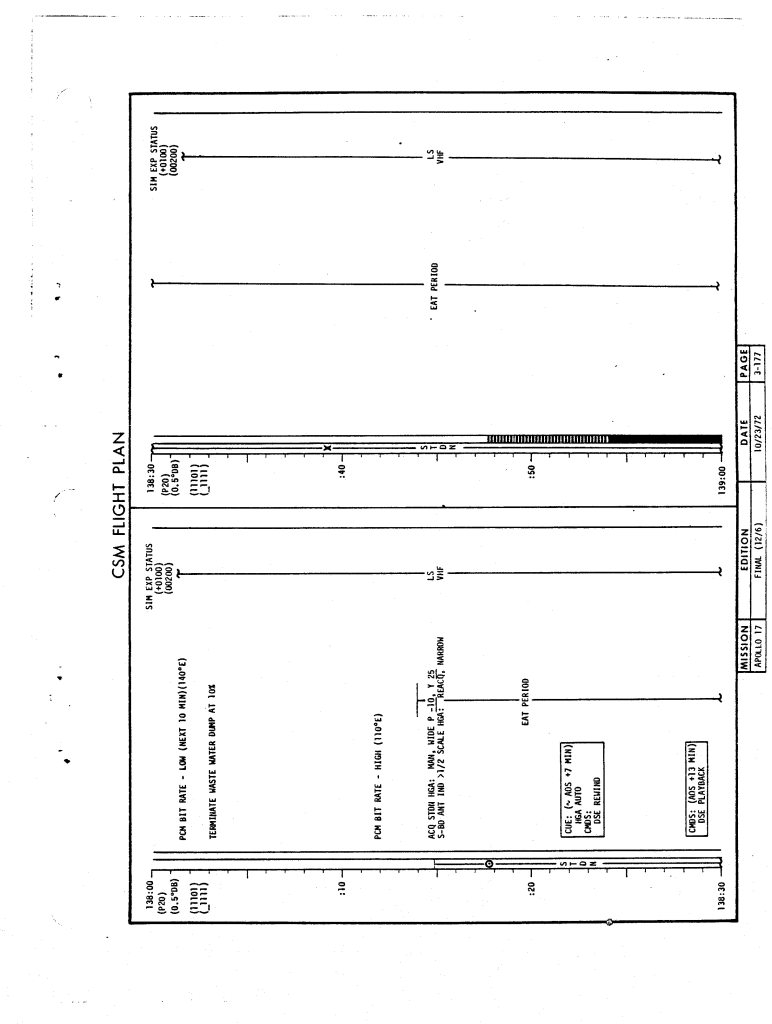 CSM FLIGHT PLAN
138:00
(P20)
(0.5°DB)
(11101)
(_1111)
:10
:20
138:30
S
T
D
N
SIM EXP STATUS
(+0100)
(00200)
PCM BIT RATE - LOW (NEXT 10 MIN)(140°E)
TERMINATE WASTE WATER DUMP AT 10%
PCM BIT RATE - HIGH (110°E)
ACQ STDN HGA: MAN, WIDE P -10, Y 25
S-BD ANT IND >1/2 SCALE HGA: REACQ, NARROW
LS
VHF
EAT PERIOD
CUE: (~ AOS +7 MIN)
HGA AUTO
CMDS:
DSE REWIND
CMDS: (AOS +13 MIN)
DSE PLAYBACK
138:30
(P20)
(0.5°DB)
(11101)
(_1111)
:40
:50
139:00
X
S
T
D
N
SIM EXP STATUS
(+0100)
(00200)
EAT PERIOD
LS
VHF
MISSION EDITION DATE PAGE
APOLLO 17 FINAL (12/6) 10/23/72 3-177